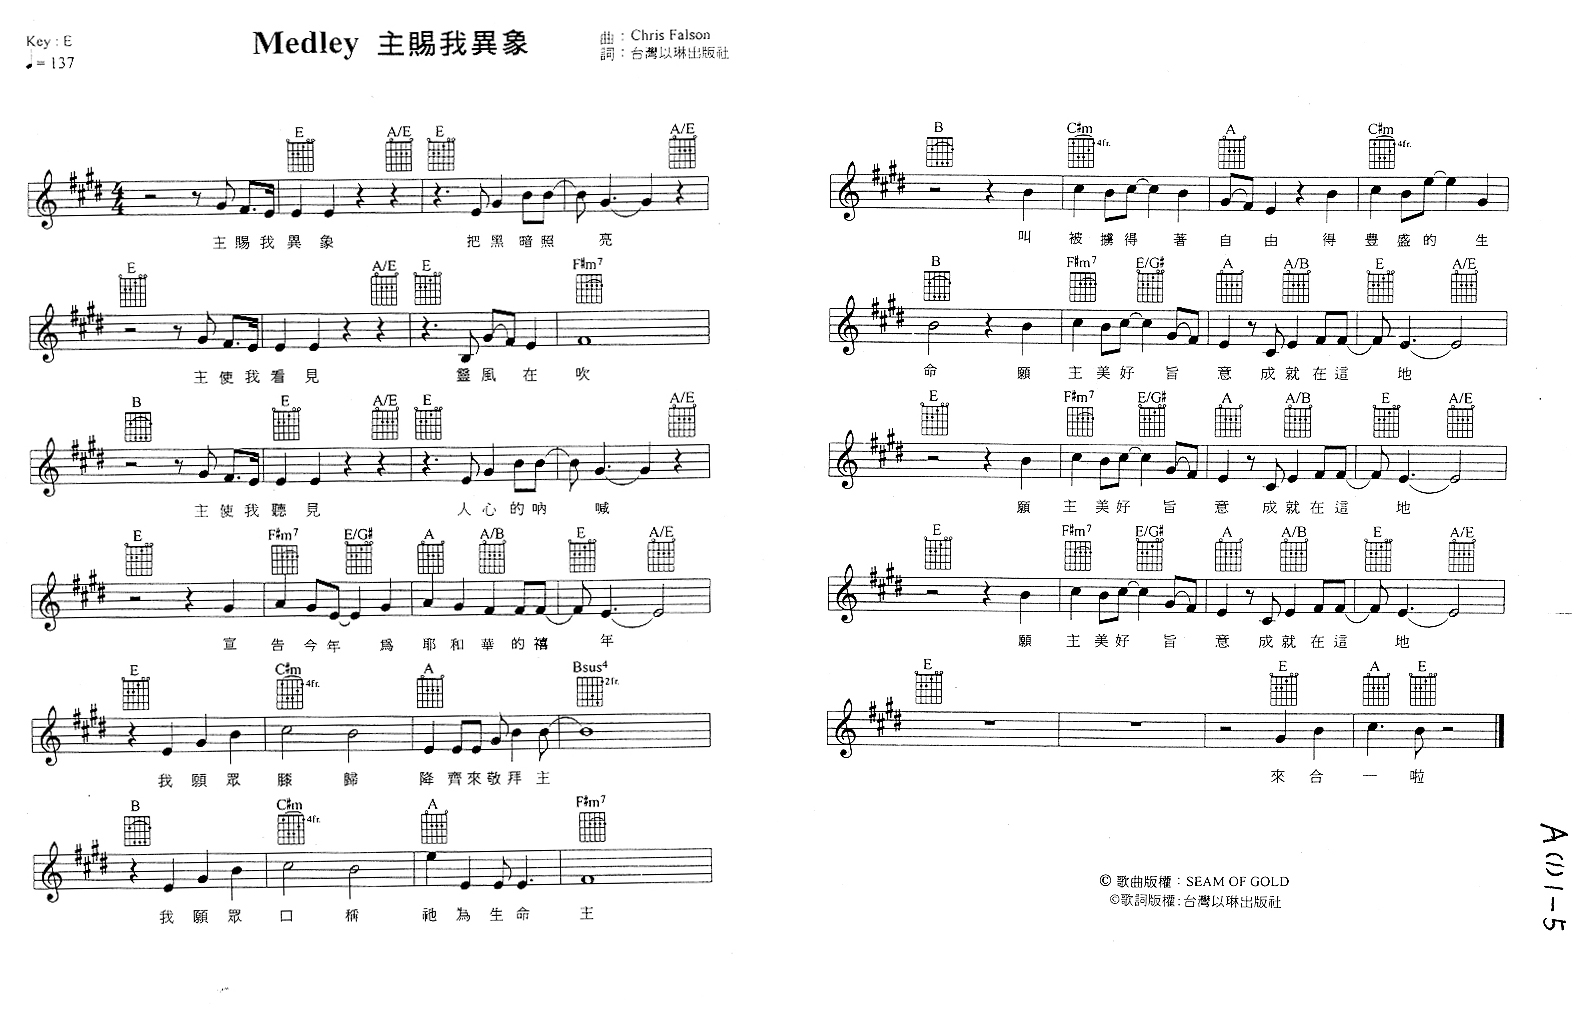 Key : E
♩= 137
Medley 主賜我異象
曲：Chris Falson
詞：台灣以琳出版社
E A/E E A/E
主賜我異象 把黑暗照亮
E A/E E F#m7
主使我看見 靈風在吹
B E A/E E A/E
主使我聽見 人心的吶喊
E F#m7 E/G# A A/B E A/E
宣告今年為耶和華的禧年
E C#m 4fr. A Bsus4 2fr.
我願眾膝歸降齊來敬拜主
B C#m 4fr. A F#m7
我願眾口稱祂為生命主
B C#m 4fr. A C#m 4fr.
叫被擄得著自由得豐盛的生
B F#m7 E/G# A A/B E A/E
命 願主美好旨意成就在這地
E F#m7 E/G# A A/B E A/E
願主美好旨意成就在這地
E F#m7 E/G# A A/B E A/E
願主美好旨意成就在這地
E E A E
來合一啦
© 歌曲版權：SEAM OF GOLD
©歌詞版權:台灣以琳出版社
A(1)1-5